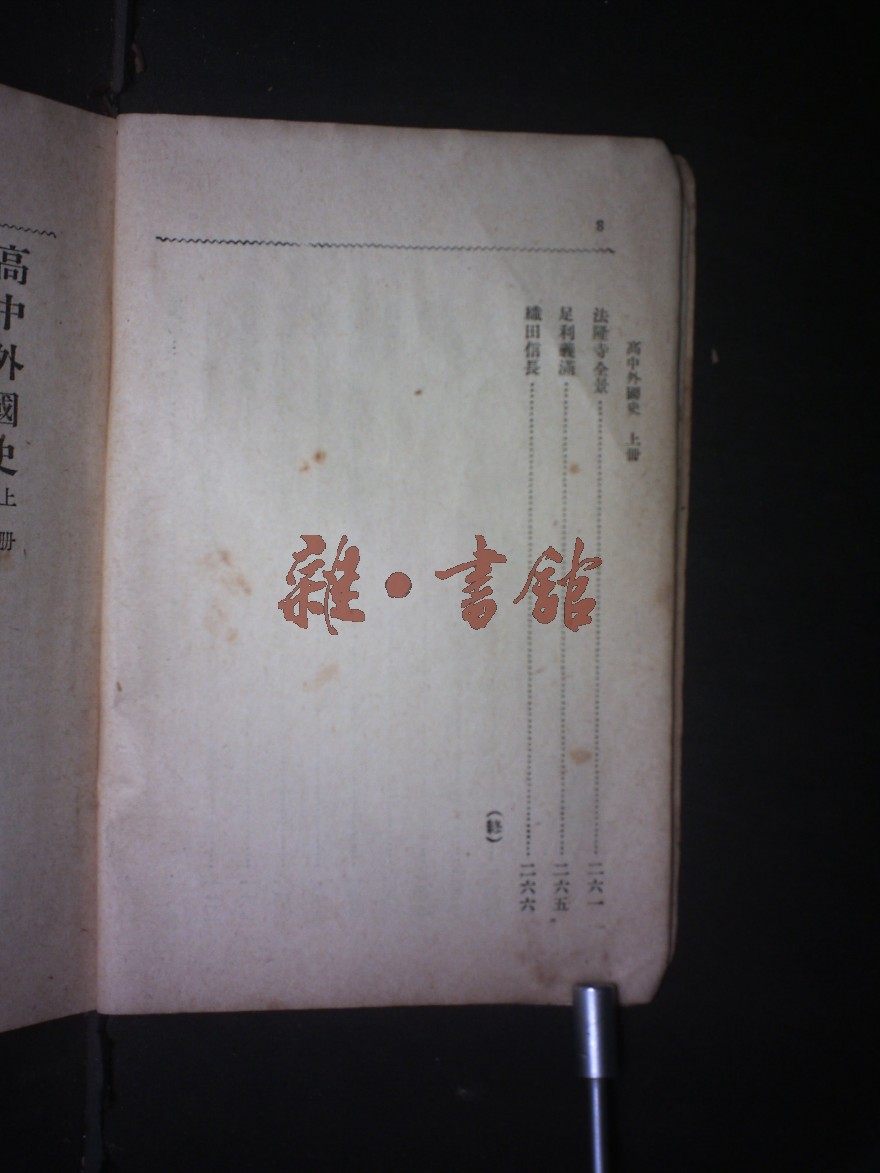 8
高中外國史 上冊
法隆寺全景……二六一
足利義滿……二六五
織田信長……二六六
(終)
高中外國史 上册
雜·書館